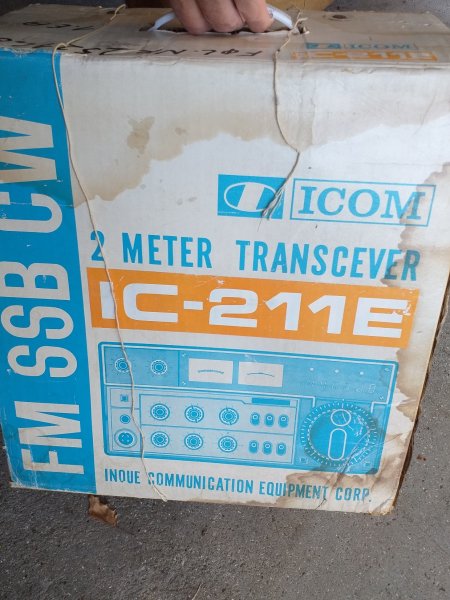 ICOM
FM SSB CW
ICOM
2 METER TRANSCEVER
IC-211E
INOUE COMMUNICATION EQUIPMENT CORP.